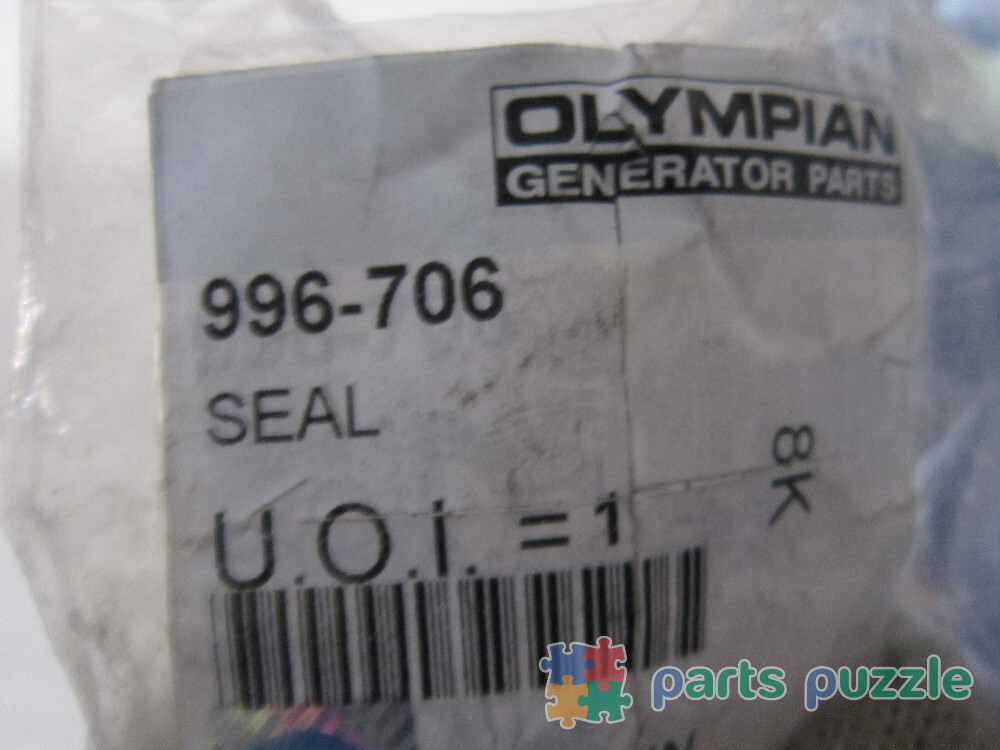 OLYMPIAN
GENERATOR PARTS
996-706
SEAL
8K
U.O.I. = 1
parts puzzle